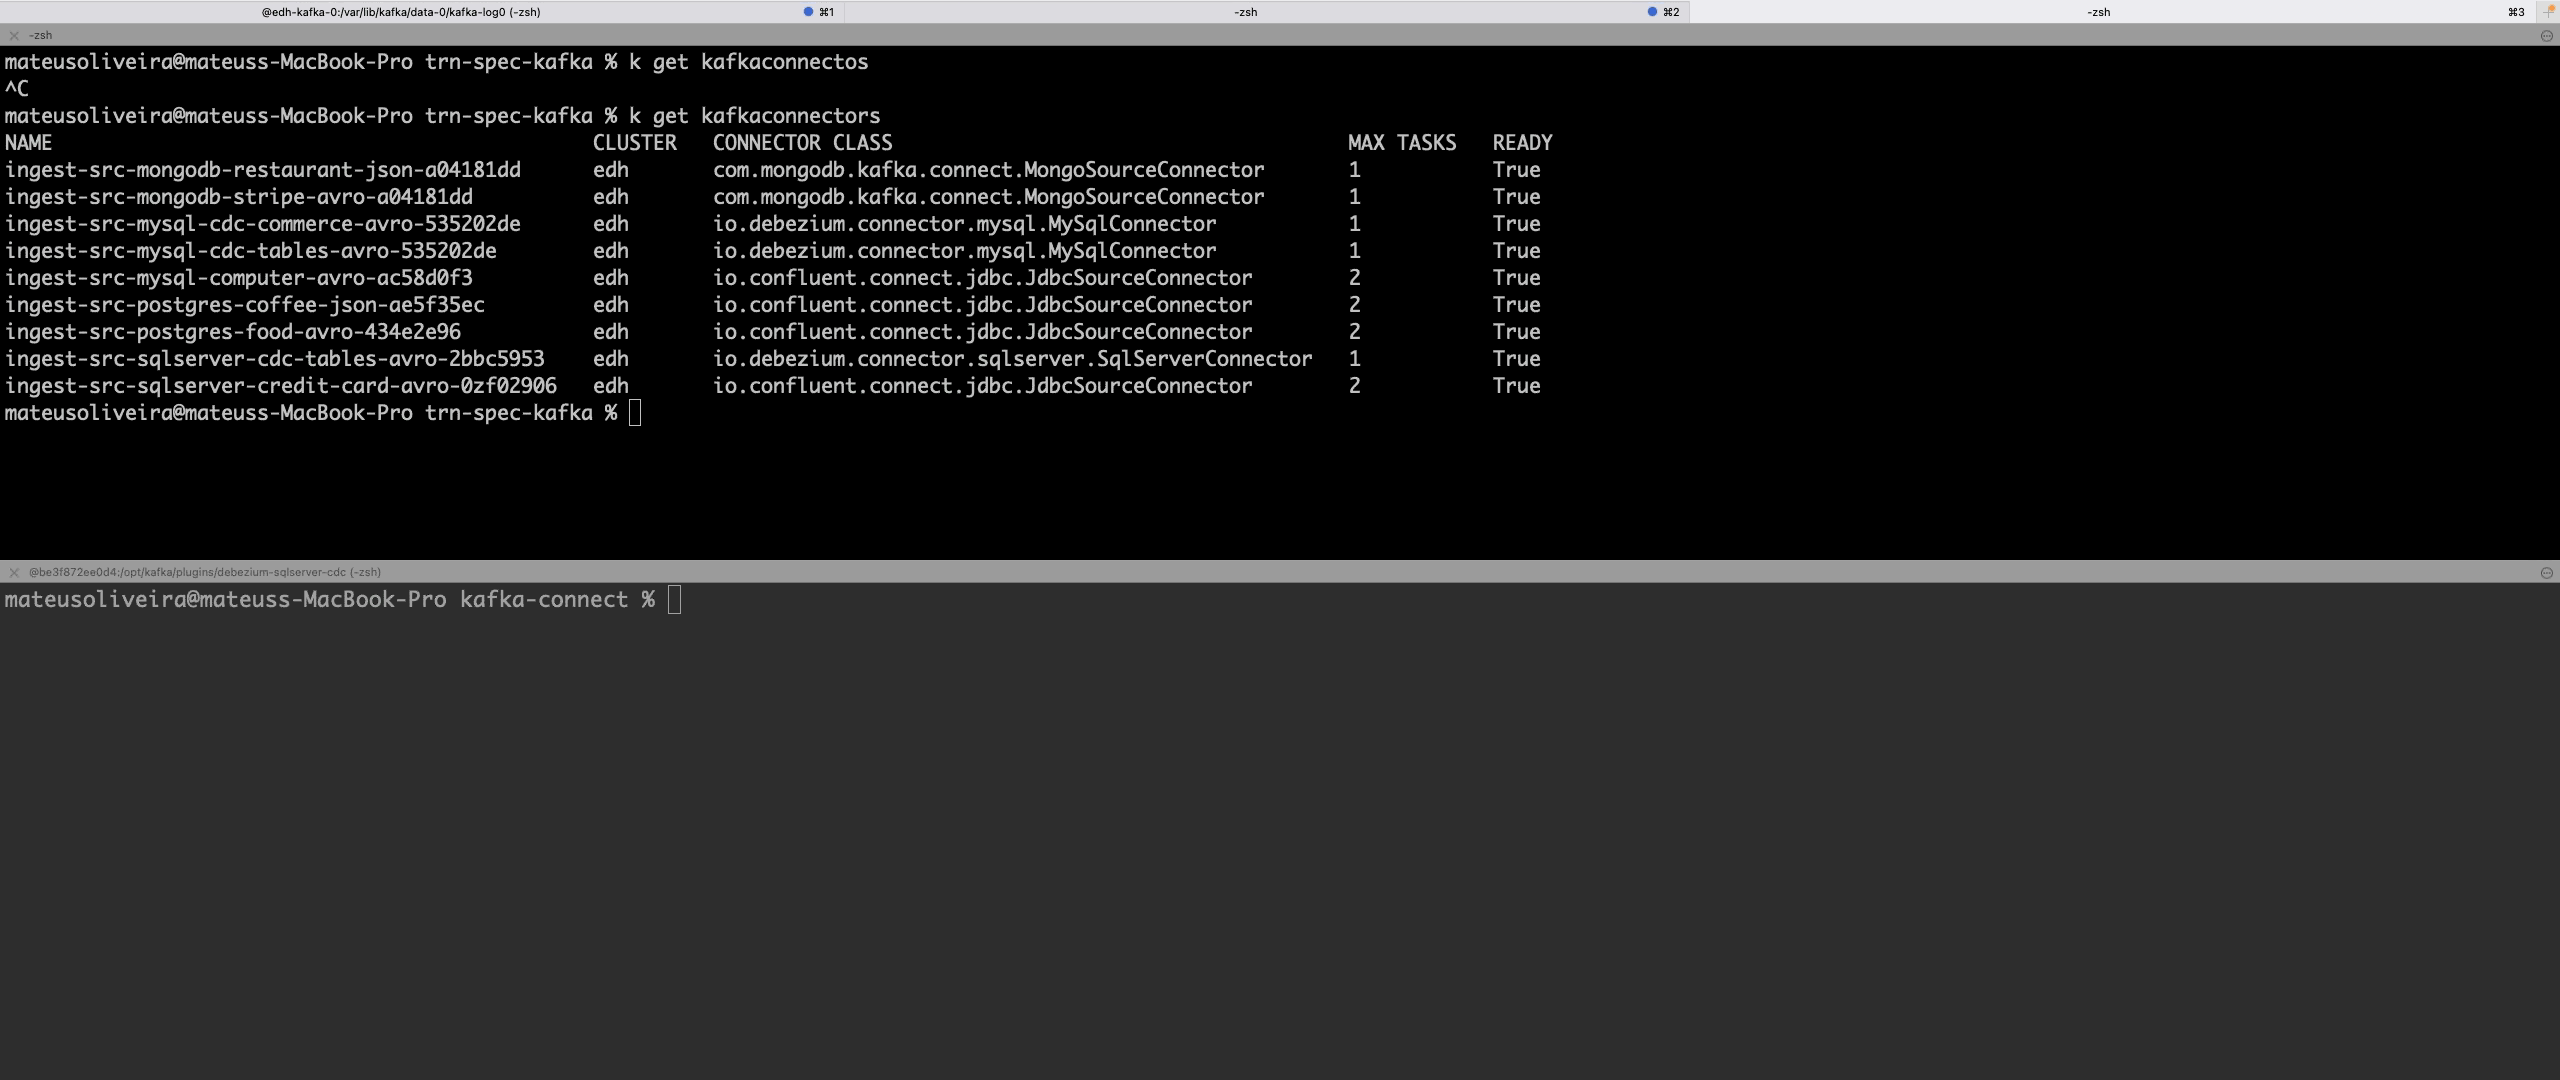 @edh-kafka-0:/var/lib/kafka/data-0/kafka-log0 (-zsh) ⌘1 -zsh ⌘2 -zsh ⌘3
-zsh
mateusoliveira@mateuss-MacBook-Pro trn-spec-kafka % k get kafkaconnectos
^C
mateusoliveira@mateuss-MacBook-Pro trn-spec-kafka % k get kafkaconnectors
NAME CLUSTER CONNECTOR CLASS MAX TASKS READY
ingest-src-mongodb-restaurant-json-a04181dd edh com.mongodb.kafka.connect.MongoSourceConnector 1 True
ingest-src-mongodb-stripe-avro-a04181dd edh com.mongodb.kafka.connect.MongoSourceConnector 1 True
ingest-src-mysql-cdc-commerce-avro-535202de edh io.debezium.connector.mysql.MySqlConnector 1 True
ingest-src-mysql-cdc-tables-avro-535202de edh io.debezium.connector.mysql.MySqlConnector 1 True
ingest-src-mysql-computer-avro-ac58d0f3 edh io.confluent.connect.jdbc.JdbcSourceConnector 2 True
ingest-src-postgres-coffee-json-ae5f35ec edh io.confluent.connect.jdbc.JdbcSourceConnector 2 True
ingest-src-postgres-food-avro-434e2e96 edh io.confluent.connect.jdbc.JdbcSourceConnector 2 True
ingest-src-sqlserver-cdc-tables-avro-2bbc5953 edh io.debezium.connector.sqlserver.SqlServerConnector 1 True
ingest-src-sqlserver-credit-card-avro-0zf02906 edh io.confluent.connect.jdbc.JdbcSourceConnector 2 True
mateusoliveira@mateuss-MacBook-Pro trn-spec-kafka %
@be3f872ee0d4:/opt/kafka/plugins/debezium-sqlserver-cdc (-zsh)
mateusoliveira@mateuss-MacBook-Pro kafka-connect %